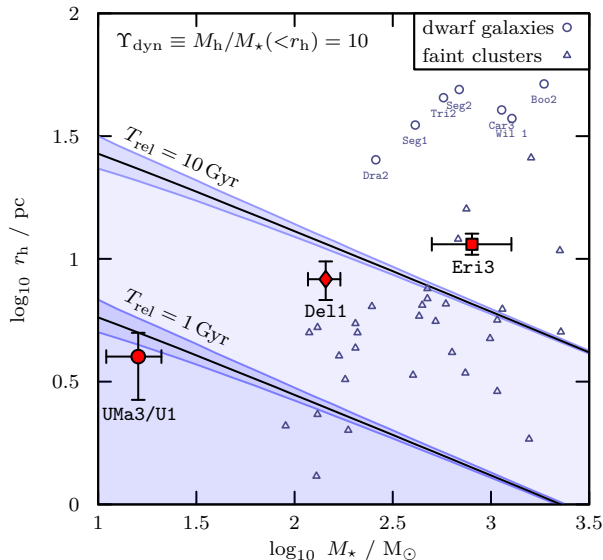 ϒdyn ≡ Mh/M⋆(<rh) = 10
dwarf galaxies
faint clusters
Boo2
Seg2
Tri2
Car3
Wil 1
Seg1
Dra2
Trel = 10 Gyr
Eri3
Del1
Trel = 1 Gyr
UMa3/U1
2
1.5
1
0.5
0
1
1.5
2
2.5
3
3.5
log10 rh / pc
log10 M⋆ / M⊙